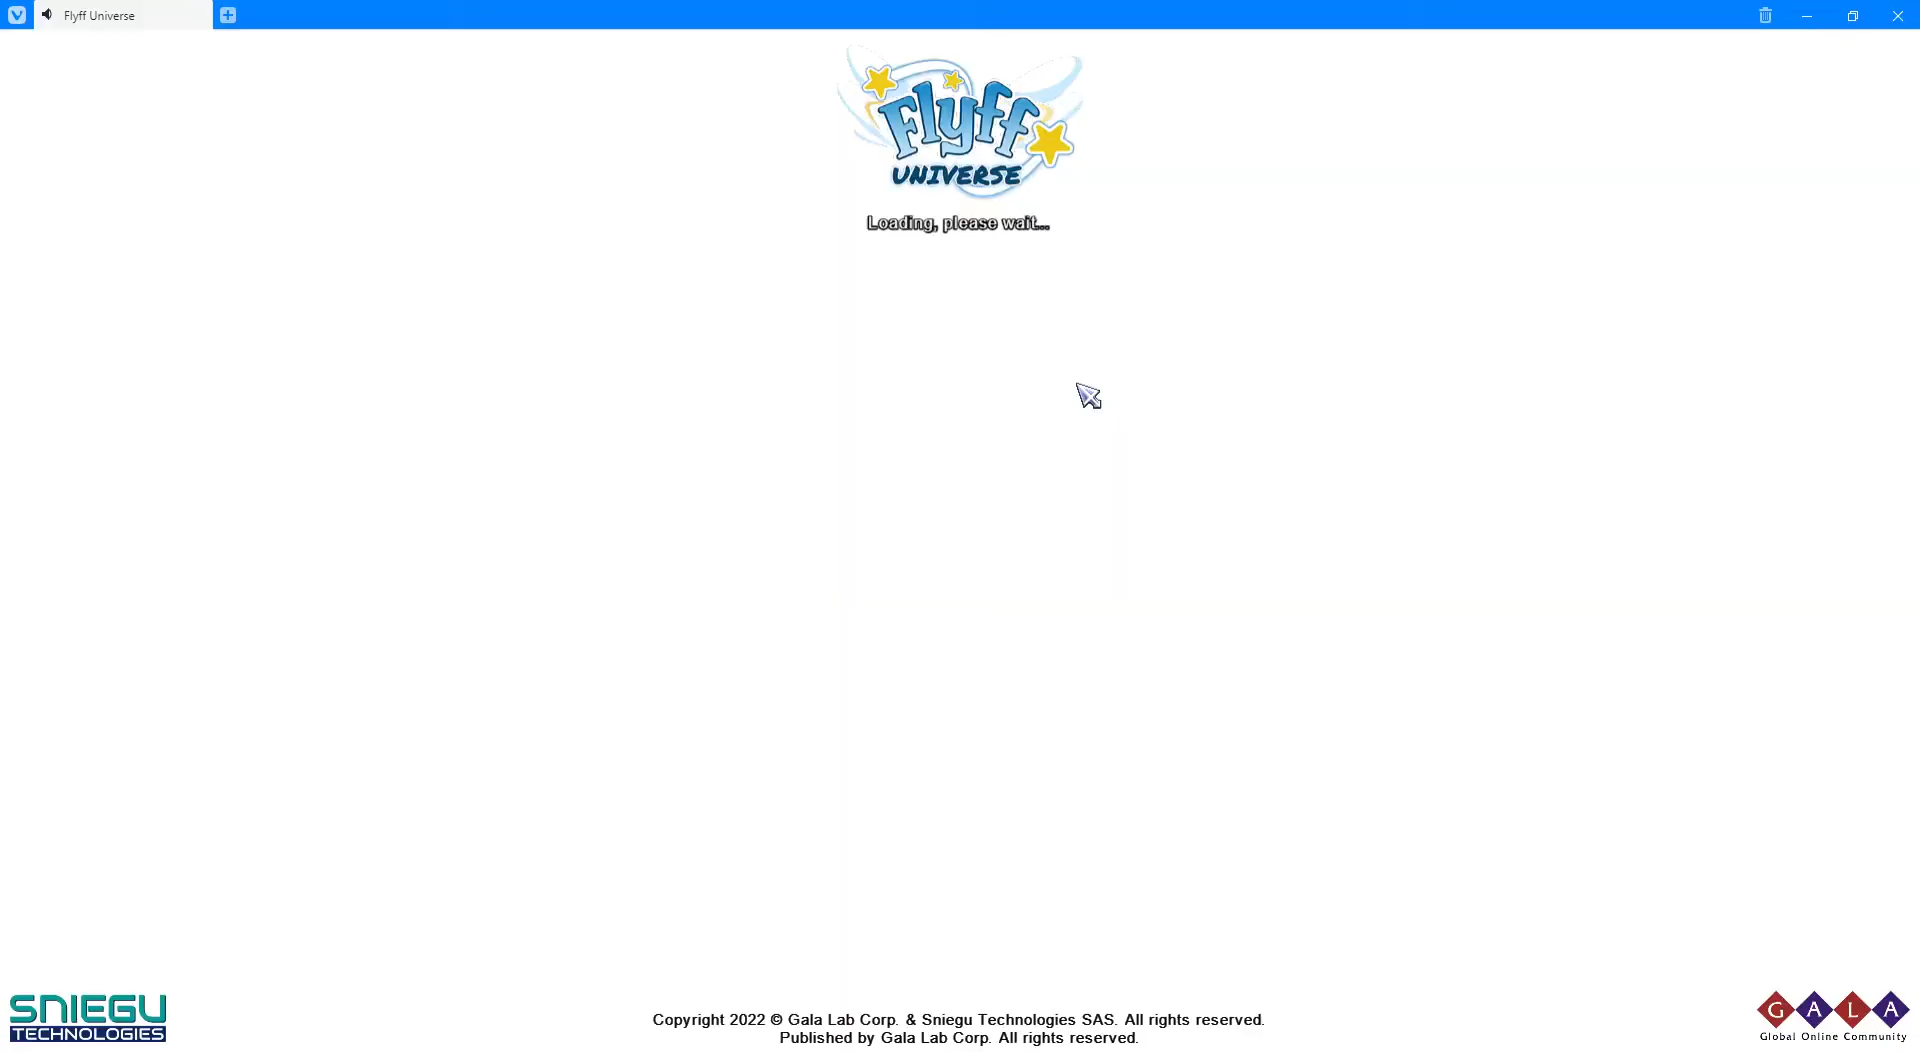 Flyff Universe
Flyff
UNIVERSE
Loading, please wait...
SNIEGU
TECHNOLOGIES
Copyright 2022 © Gala Lab Corp. & Sniegu Technologies SAS. All rights reserved.
Published by Gala Lab Corp. All rights reserved.
GALA
Global Online Community